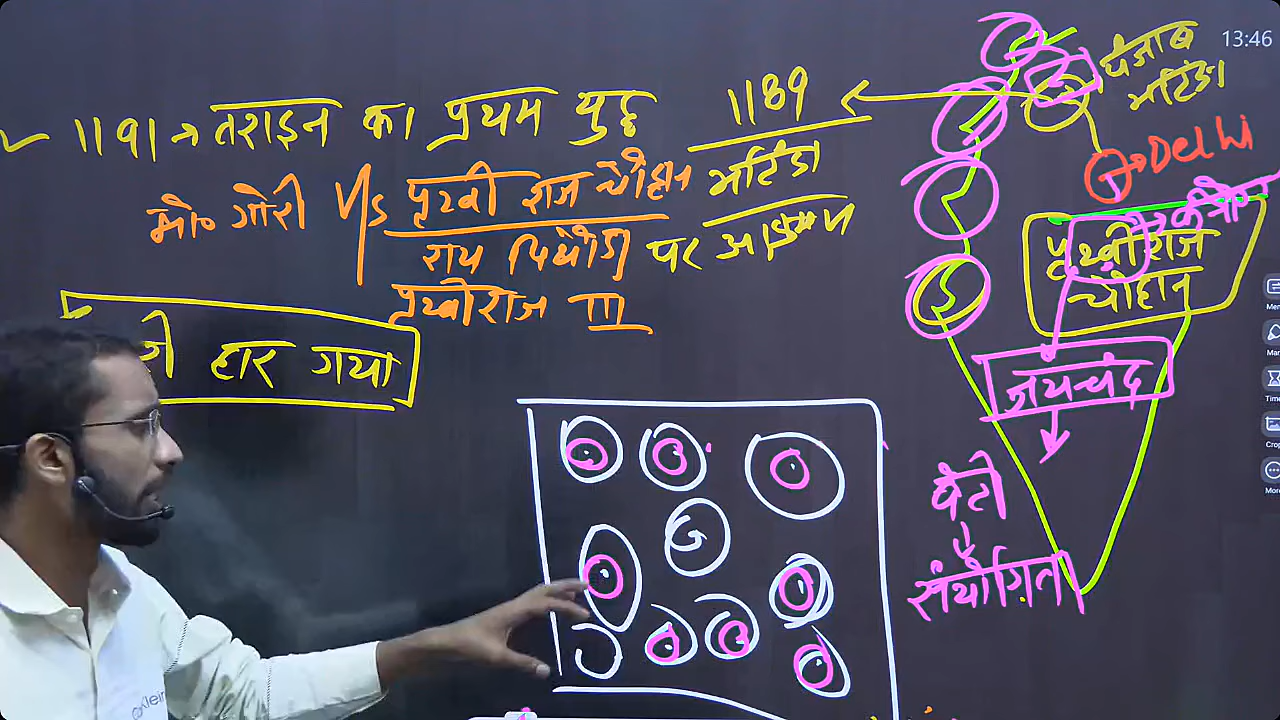 13:46
पंजाब
भटिंडा
1191 → तराइन का प्रथम युद्ध
1189
→ Delhi
मो० गोरी V/s पृथ्वी राज चौहान
भटिंडा
राय पिथौड़ा
पर आक्रमण
पृथ्वीराज III
पृथ्वीराज
चौहान
हार गया
जयचंद
बेटी
संयोगिता